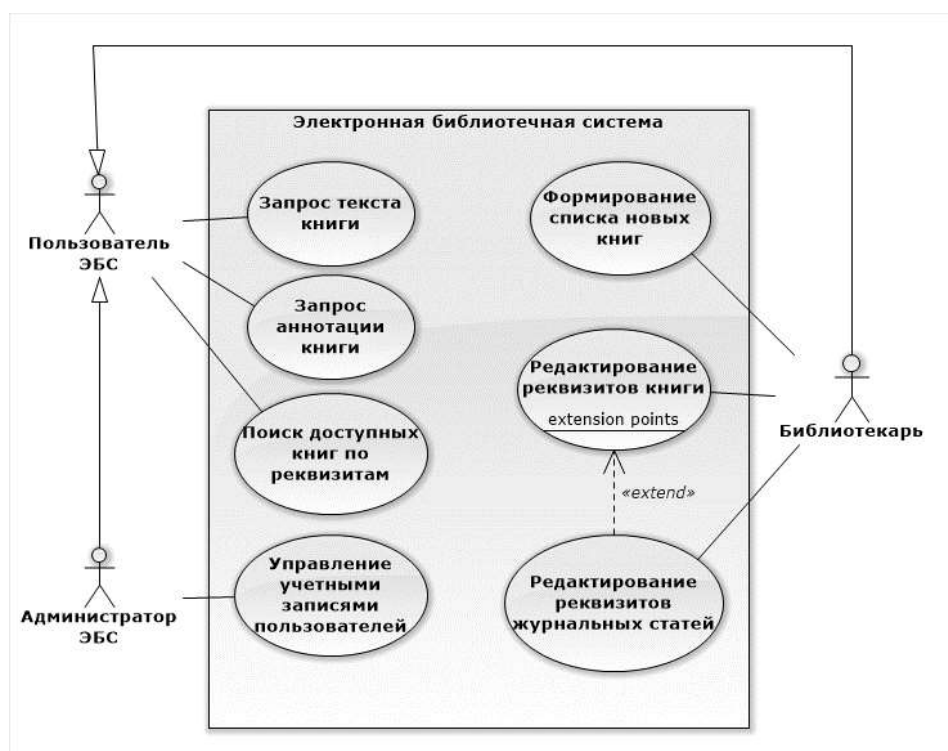 Электронная библиотечная система
Запрос текста
книги
Формирование
списка новых
книг
Пользователь
ЭБС
Запрос
аннотации
книги
Редактирование
реквизитов книги
extension points
Библиотекарь
Поиск доступных
книг по
реквизитам
«extend»
Управление
учетными
записями
пользователей
Редактирование
реквизитов
журнальных статей
Администратор
ЭБС